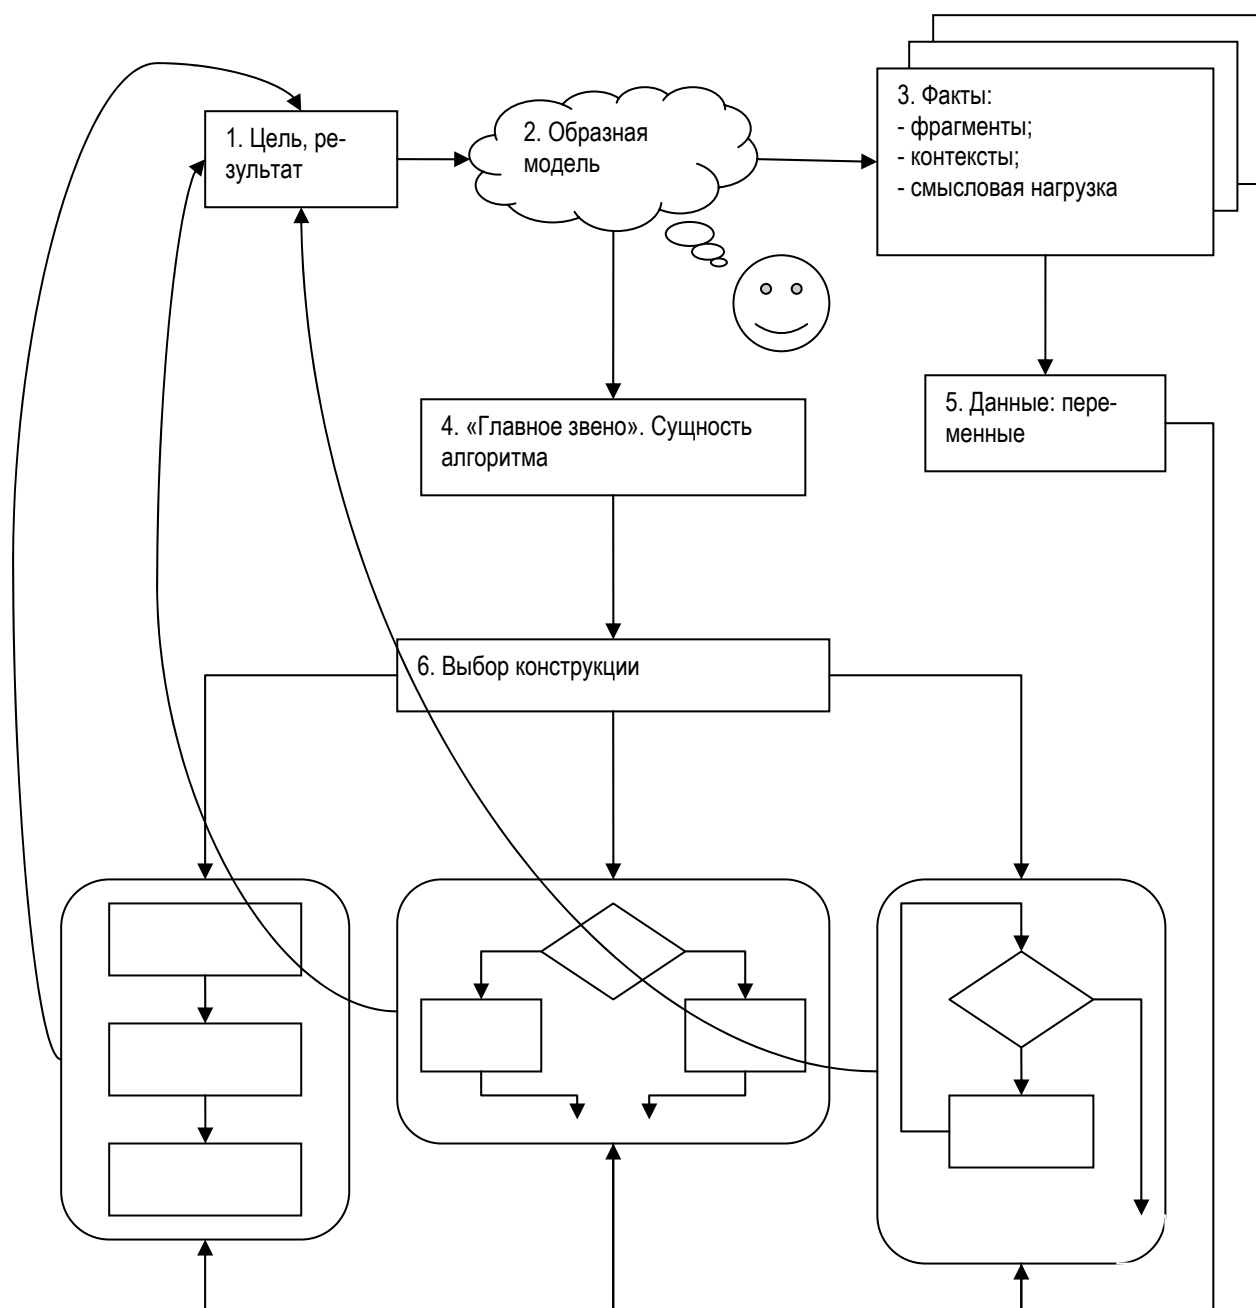 1. Цель, ре-
зультат
2. Образная
модель
3. Факты:
- фрагменты;
- контексты;
- смысловая нагрузка
4. «Главное звено». Сущность
алгоритма
5. Данные: пере-
менные
6. Выбор конструкции